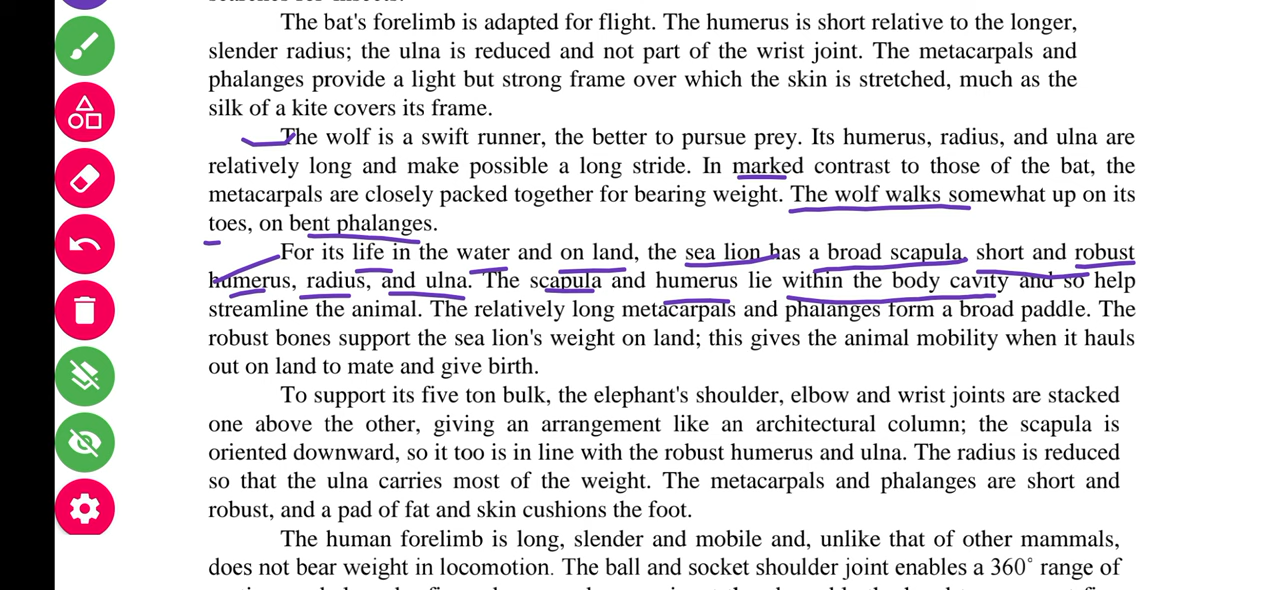 The bat's forelimb is adapted for flight. The humerus is short relative to the longer,
slender radius; the ulna is reduced and not part of the wrist joint. The metacarpals and
phalanges provide a light but strong frame over which the skin is stretched, much as the
silk of a kite covers its frame.
The wolf is a swift runner, the better to pursue prey. Its humerus, radius, and ulna are
relatively long and make possible a long stride. In marked contrast to those of the bat, the
metacarpals are closely packed together for bearing weight. The wolf walks somewhat up on its
toes, on bent phalanges.
For its life in the water and on land, the sea lion has a broad scapula, short and robust
humerus, radius, and ulna. The scapula and humerus lie within the body cavity and so help
streamline the animal. The relatively long metacarpals and phalanges form a broad paddle. The
robust bones support the sea lion's weight on land; this gives the animal mobility when it hauls
out on land to mate and give birth.
To support its five ton bulk, the elephant's shoulder, elbow and wrist joints are stacked
one above the other, giving an arrangement like an architectural column; the scapula is
oriented downward, so it too is in line with the robust humerus and ulna. The radius is reduced
so that the ulna carries most of the weight. The metacarpals and phalanges are short and
robust, and a pad of fat and skin cushions the foot.
The human forelimb is long, slender and mobile and, unlike that of other mammals,
does not bear weight in locomotion. The ball and socket shoulder joint enables a 360° range of